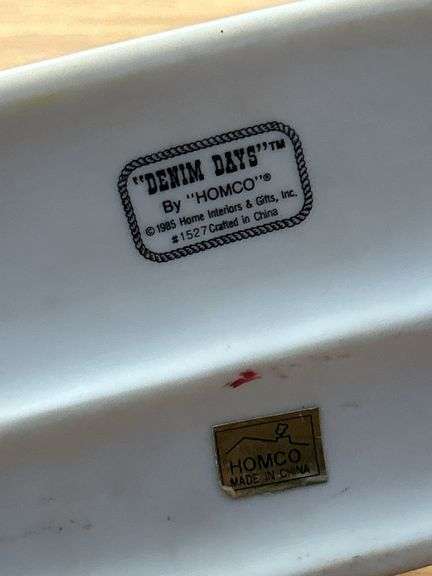 "DENIM DAYS"™
By "HOMCO"®
© 1985 Home Interiors & Gifts, Inc.
#1527 Crafted in China
HOMCO
MADE IN CHINA